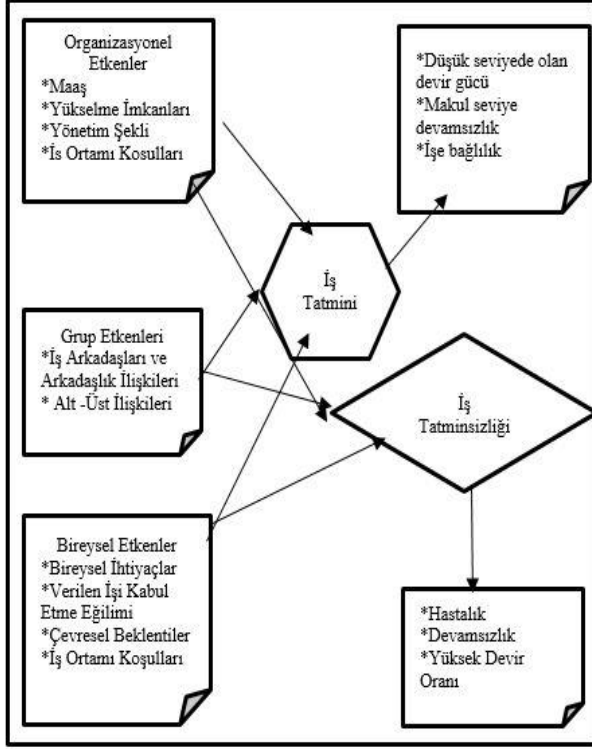 Organizasyonel
Etkenler
*Maaş
*Yükselme İmkanları
*Yönetim Şekli
*İs Ortamı Kosulları
*Düşük seviyede olan
devir gücü
*Makul seviye
devamsızlık
*İşe bağlılık
İş
Tatmini
Grup Etkenleri
*İş Arkadaşları ve
Arkadaşlık İlişkileri
* Alt -Üst İlişkileri
İş
Tatminsizliği
Bireysel Etkenler
*Bireysel İhtiyaçlar
*Verilen İşi Kabul
Etme Eğilimi
*Çevresel Beklentiler
*İş Ortamı Koşulları
*Hastalık
*Devamsızlık
*Yüksek Devir
Oranı